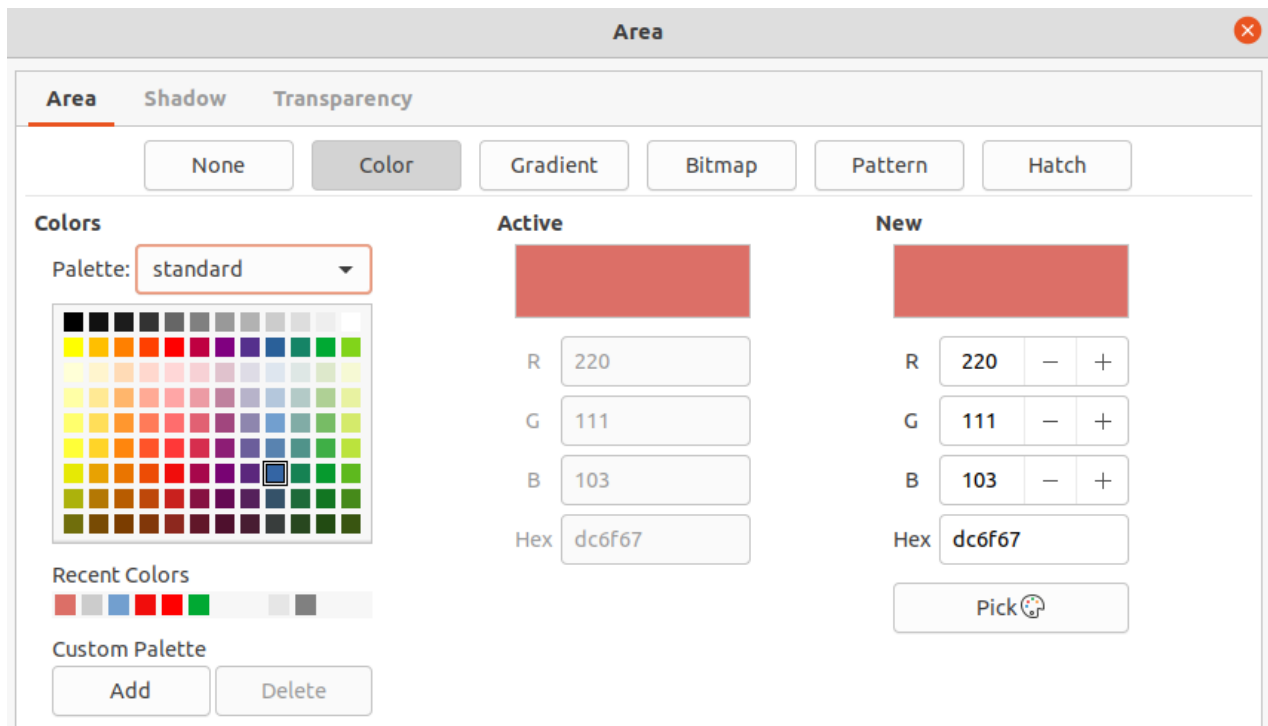 Area
Area Shadow Transparency
None Color Gradient Bitmap Pattern Hatch
Colors Active New
Palette: standard
R 220 R 220 − +
G 111 G 111 − +
B 103 B 103 − +
Hex dc6f67 Hex dc6f67
Recent Colors
Pick
Custom Palette
Add Delete